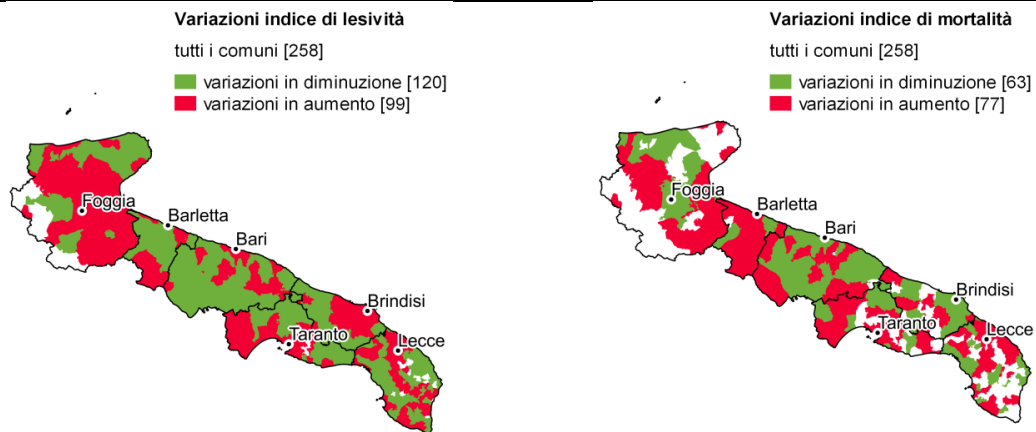 Variazioni indice di lesività
tutti i comuni [258]
variazioni in diminuzione [120]
variazioni in aumento [99]
Foggia
Barletta
Bari
Brindisi
Taranto
Lecce
Variazioni indice di mortalità
tutti i comuni [258]
variazioni in diminuzione [63]
variazioni in aumento [77]
Foggia
Barletta
Bari
Brindisi
Taranto
Lecce